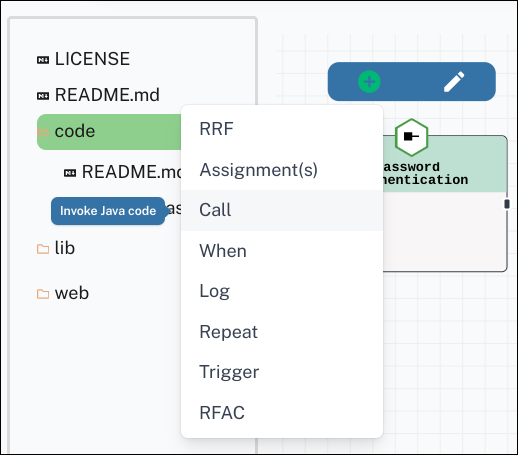 LICENSE
README.md
code
README.md
Invoke Java code
as
lib
web
RRF
Assignment(s)
Call
When
Log
Repeat
Trigger
RFAC
assword
hentication